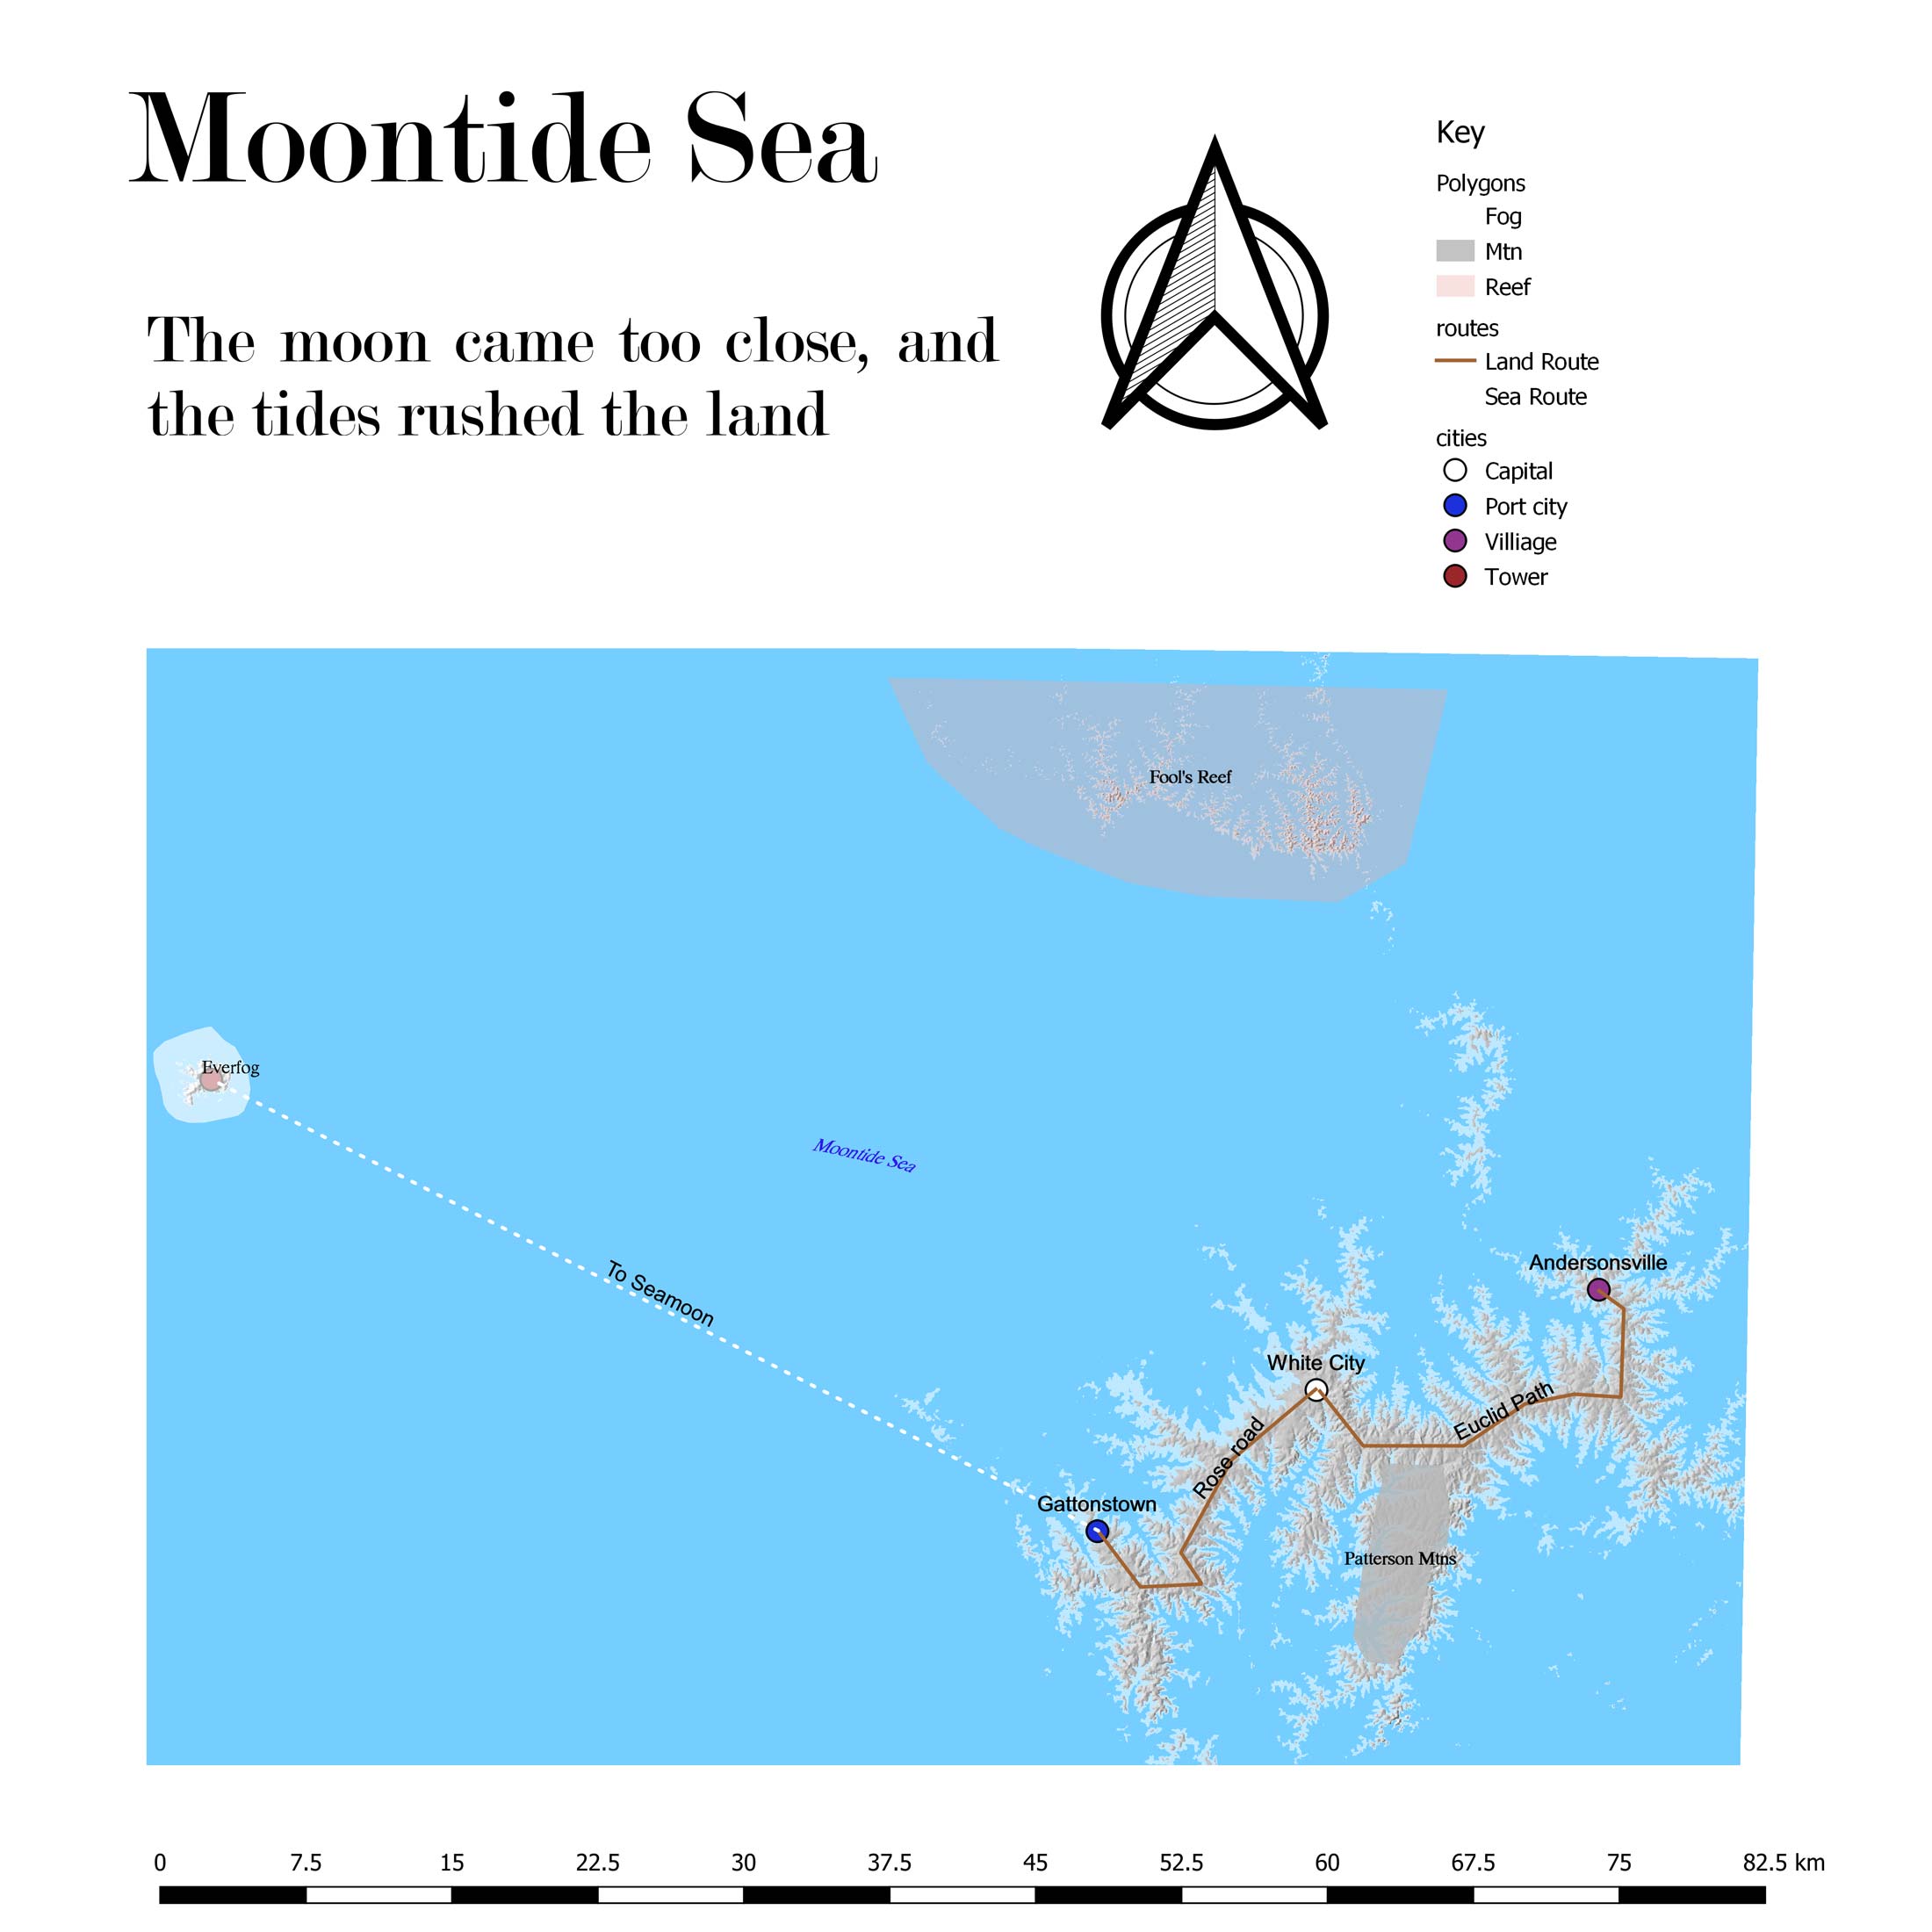 Moontide Sea
The moon came too close, and
the tides rushed the land
Key
Polygons
Fog
Mtn
Reef
routes
Land Route
Sea Route
cities
Capital
Port city
Villiage
Tower
Fool's Reef
Everfog
Moontide Sea
To Seamoon
Andersonsville
White City
Euclid Path
Rose road
Gattonstown
Patterson Mtns
0 7.5 15 22.5 30 37.5 45 52.5 60 67.5 75 82.5 km